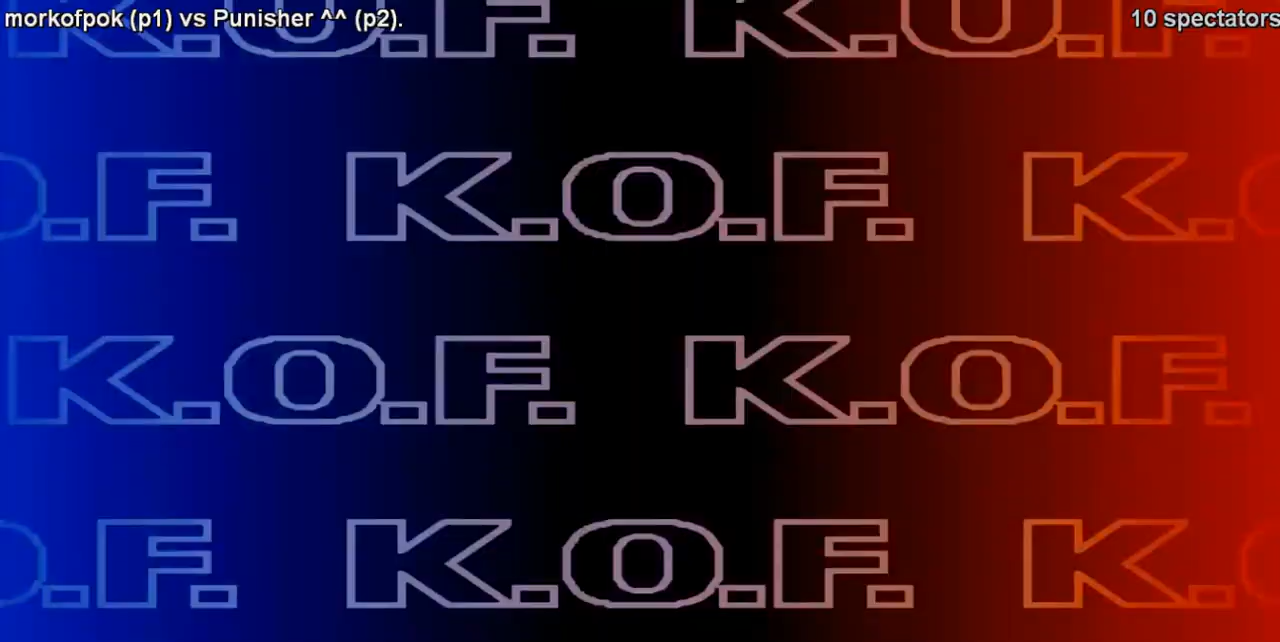 morkofpok (p1) vs Punisher ^^ (p2).
10 spectators
K.O.F. K.O.F.
O.F. K.O.F. K.O
K.O.F. K.O.F.
O.F. K.O.F. K.O